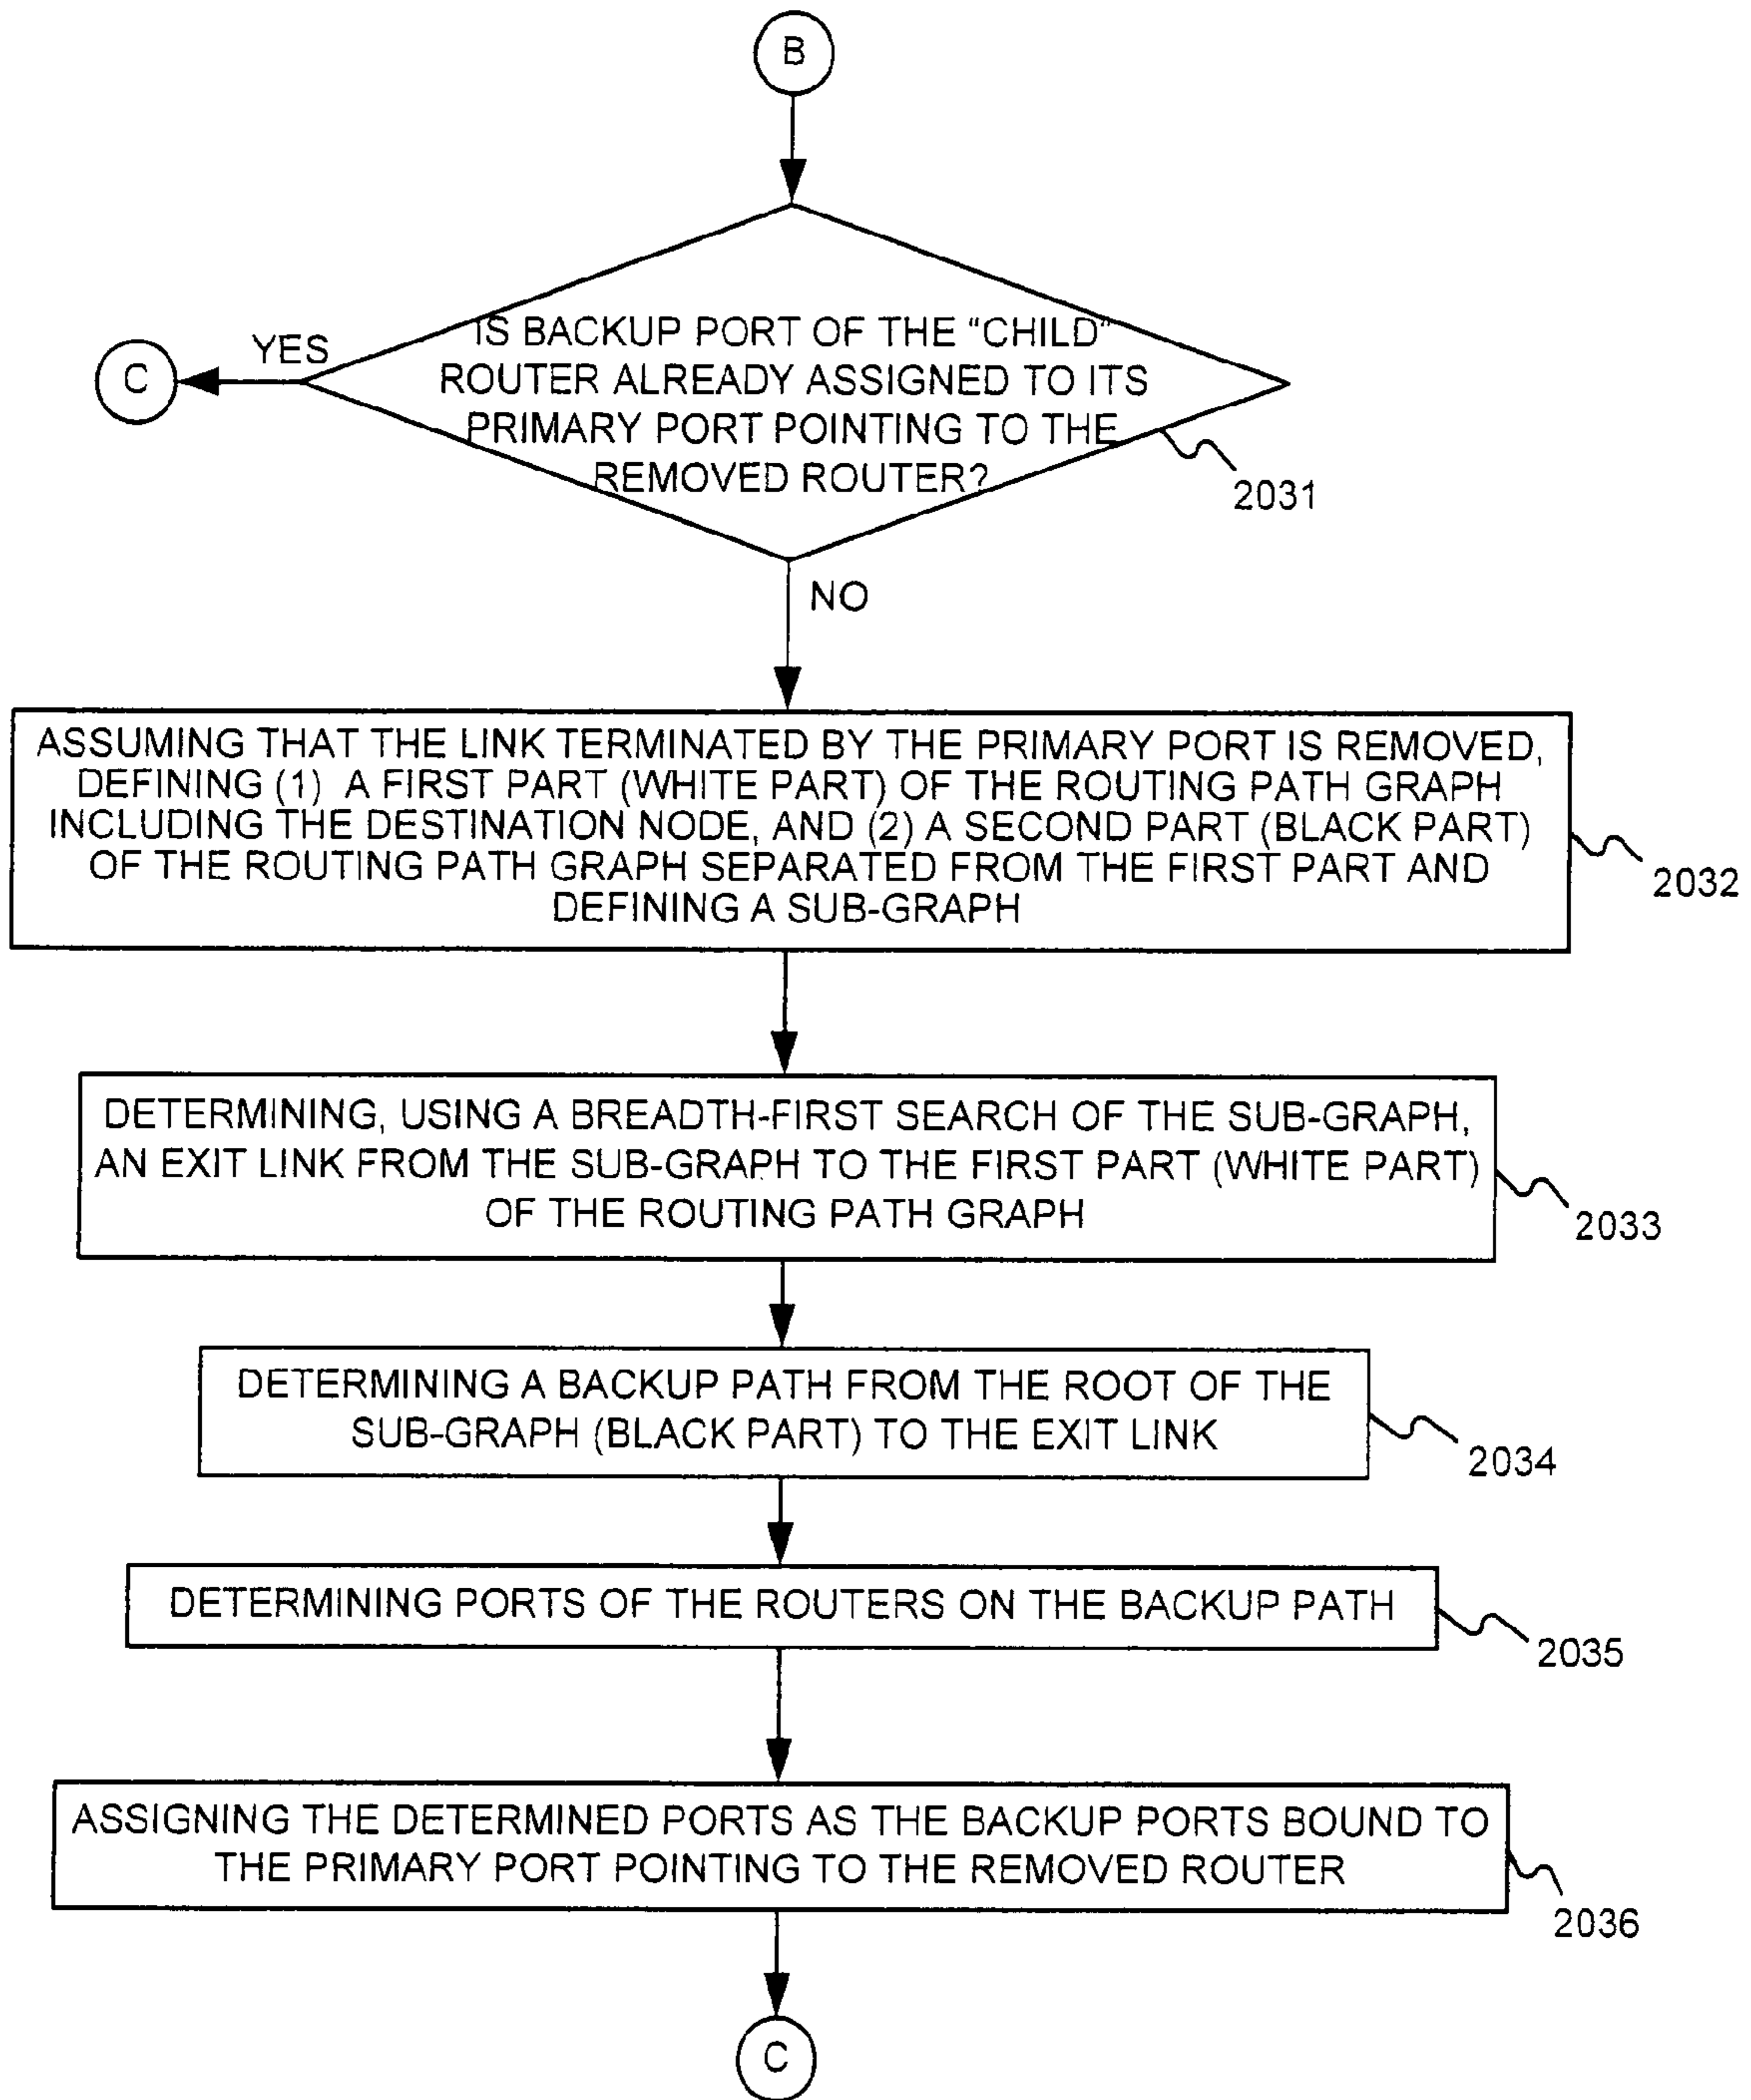 B
IS BACKUP PORT OF THE "CHILD"
ROUTER ALREADY ASSIGNED TO ITS
PRIMARY PORT POINTING TO THE
REMOVED ROUTER?
YES
C
2031
NO
ASSUMING THAT THE LINK TERMINATED BY THE PRIMARY PORT IS REMOVED,
DEFINING (1) A FIRST PART (WHITE PART) OF THE ROUTING PATH GRAPH
INCLUDING THE DESTINATION NODE, AND (2) A SECOND PART (BLACK PART)
OF THE ROUTING PATH GRAPH SEPARATED FROM THE FIRST PART AND
DEFINING A SUB-GRAPH
2032
DETERMINING, USING A BREADTH-FIRST SEARCH OF THE SUB-GRAPH,
AN EXIT LINK FROM THE SUB-GRAPH TO THE FIRST PART (WHITE PART)
OF THE ROUTING PATH GRAPH
2033
DETERMINING A BACKUP PATH FROM THE ROOT OF THE
SUB-GRAPH (BLACK PART) TO THE EXIT LINK
2034
DETERMINING PORTS OF THE ROUTERS ON THE BACKUP PATH
2035
ASSIGNING THE DETERMINED PORTS AS THE BACKUP PORTS BOUND TO
THE PRIMARY PORT POINTING TO THE REMOVED ROUTER
2036
C